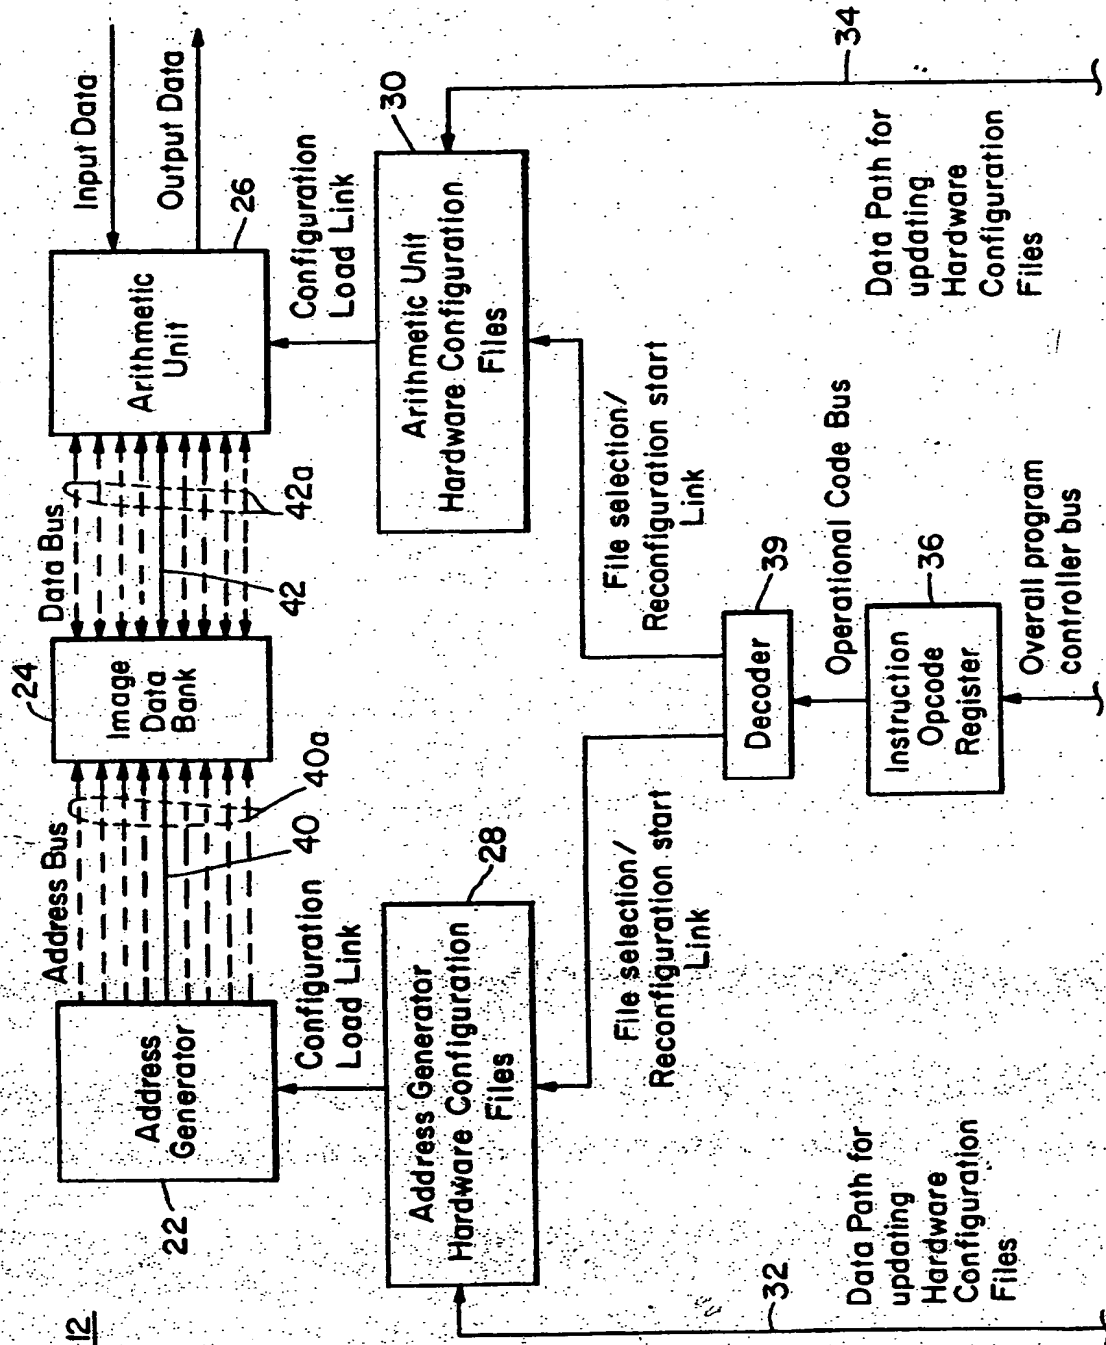 12
Address
Generator
22
Address Bus
40
40a
Image
Data
Bank
24
Data Bus
42
42a
Arithmetic
Unit
26
Input Data
Output Data
Configuration
Load Link
Configuration
Load Link
Address Generator
Hardware Configuration
Files
28
Arithmetic Unit
Hardware Configuration
Files
30
File selection/
Reconfiguration start
Link
File selection/
Reconfiguration start
Link
Decoder
39
Operational Code Bus
Instruction
Opcode
Register
36
Overall program
controller bus
32
Data Path for
updating
Hardware
Configuration
Files
34
Data Path for
updating
Hardware
Configuration
Files